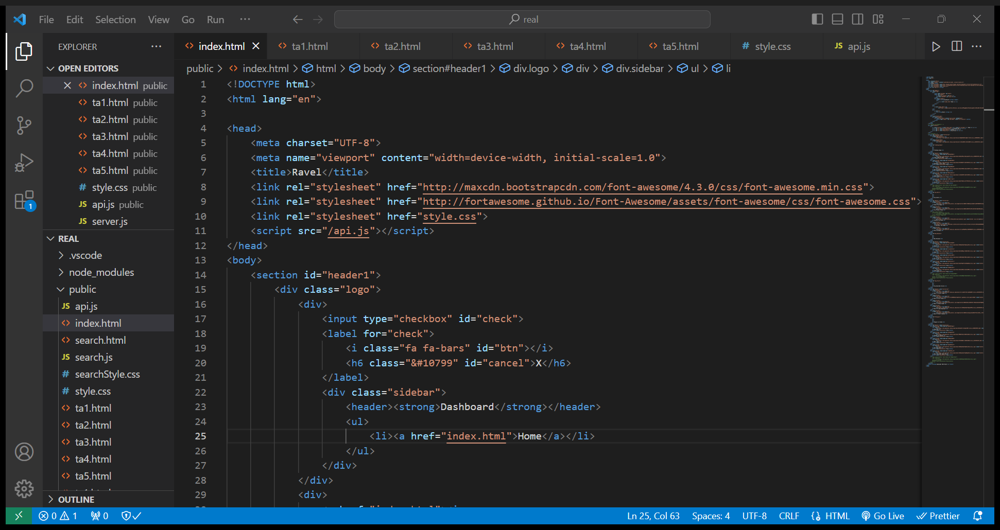 File Edit Selection View Go Run ··· real
EXPLORER ···
OPEN EDITORS
index.html public
ta1.html public
ta2.html public
ta3.html public
ta4.html public
ta5.html public
# style.css public
JS api.js public
JS server.js
REAL
.vscode
node_modules
public
JS api.js
index.html
search.html
JS search.js
# searchStyle.css
# style.css
ta1.html
ta2.html
ta3.html
ta4.html
ta5.html
OUTLINE
index.html ta1.html ta2.html ta3.html ta4.html ta5.html # style.css JS api.js ···
public > index.html > html > body > section#header1 > div.logo > div > div.sidebar > ul > li
1 <!DOCTYPE html>
2 <html lang="en">
3
4 <head>
5 <meta charset="UTF-8">
6 <meta name="viewport" content="width=device-width, initial-scale=1.0">
7 <title>Ravel</title>
8 <link rel="stylesheet" href="http://maxcdn.bootstrapcdn.com/font-awesome/4.3.0/css/font-awesome.min.css">
9 <link rel="stylesheet" href="http://fortawesome.github.io/Font-Awesome/assets/font-awesome/css/font-awesome.css">
10 <link rel="stylesheet" href="style.css">
11 <script src="/api.js"></script>
12 </head>
13 <body>
14 <section id="header1">
15 <div class="logo">
16 <div>
17 <input type="checkbox" id="check">
18 <label for="check">
19 <i class="fa fa-bars" id="btn"></i>
20 <h6 class="&#10799" id="cancel">X</h6>
21 </label>
22 <div class="sidebar">
23 <header><strong>Dashboard</strong></header>
24 <ul>
25 <li><a href="index.html">Home</a></li>
26 </ul>
27 </div>
28 </div>
29 <div>
1
0 1 0 Ln 25, Col 63 Spaces: 4 UTF-8 CRLF HTML Go Live Prettier